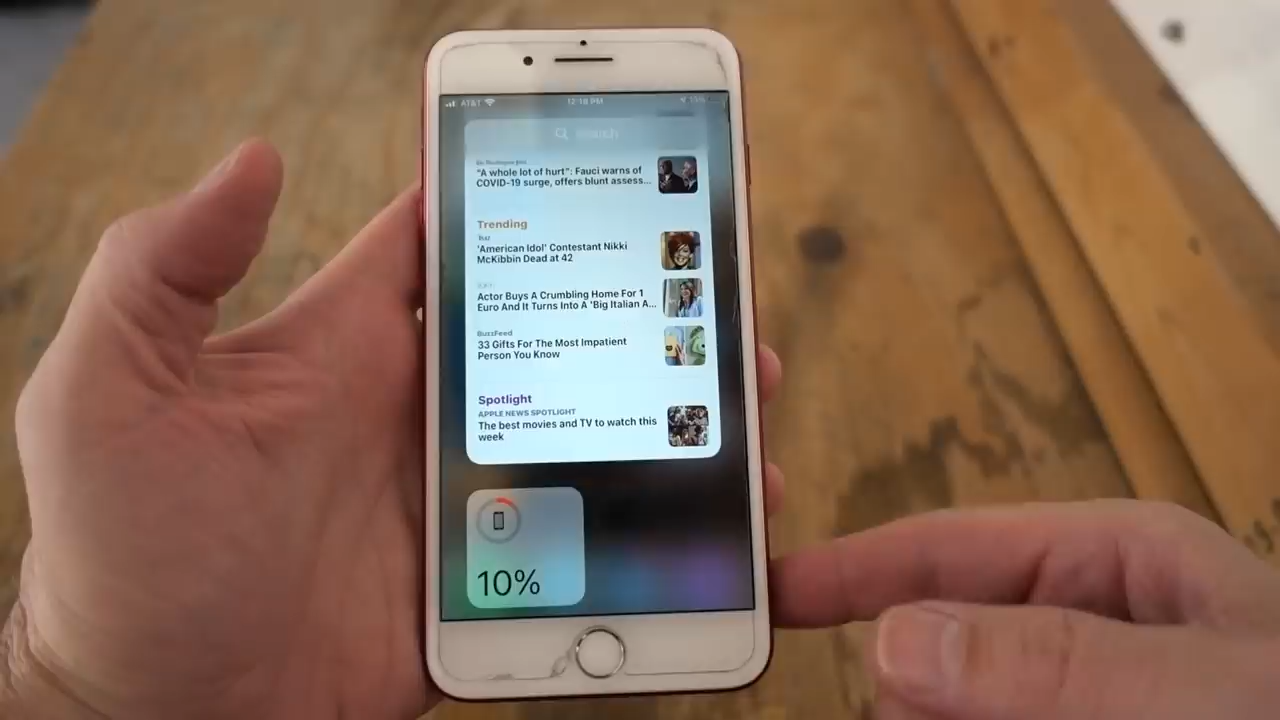 AT&T
12:18 PM
Search
"A whole lot of hurt": Fauci warns of
COVID-19 surge, offers blunt assess...
Trending
'American Idol' Contestant Nikki
McKibbin Dead at 42
Actor Buys A Crumbling Home For 1
Euro And It Turns Into A 'Big Italian A...
BuzzFeed
33 Gifts For The Most Impatient
Person You Know
Spotlight
APPLE NEWS SPOTLIGHT
The best movies and TV to watch this
week
10%